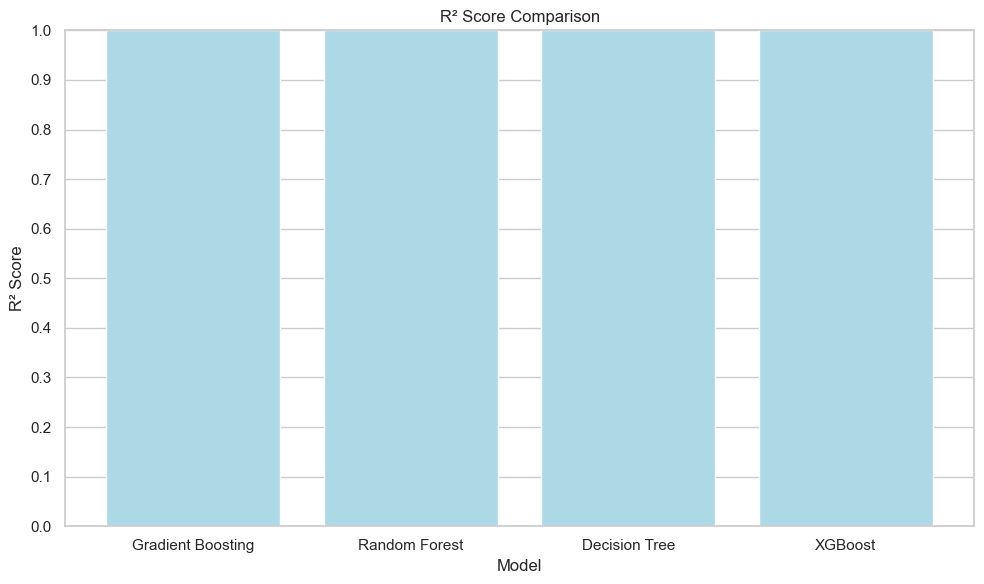 R² Score Comparison
1.0
0.9
0.8
0.7
0.6
0.5
0.4
0.3
0.2
0.1
0.0
R² Score
Gradient Boosting
Random Forest
Decision Tree
XGBoost
Model